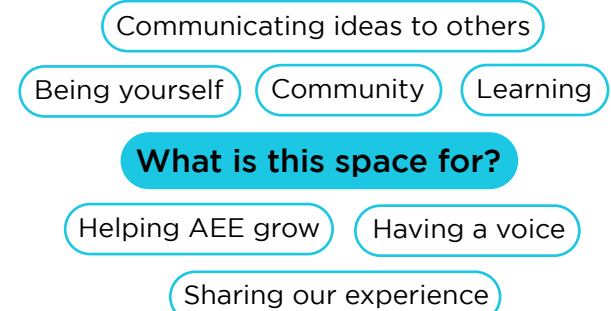 Communicating ideas to others
Being yourself Community Learning
What is this space for?
Helping AEE grow Having a voice
Sharing our experience